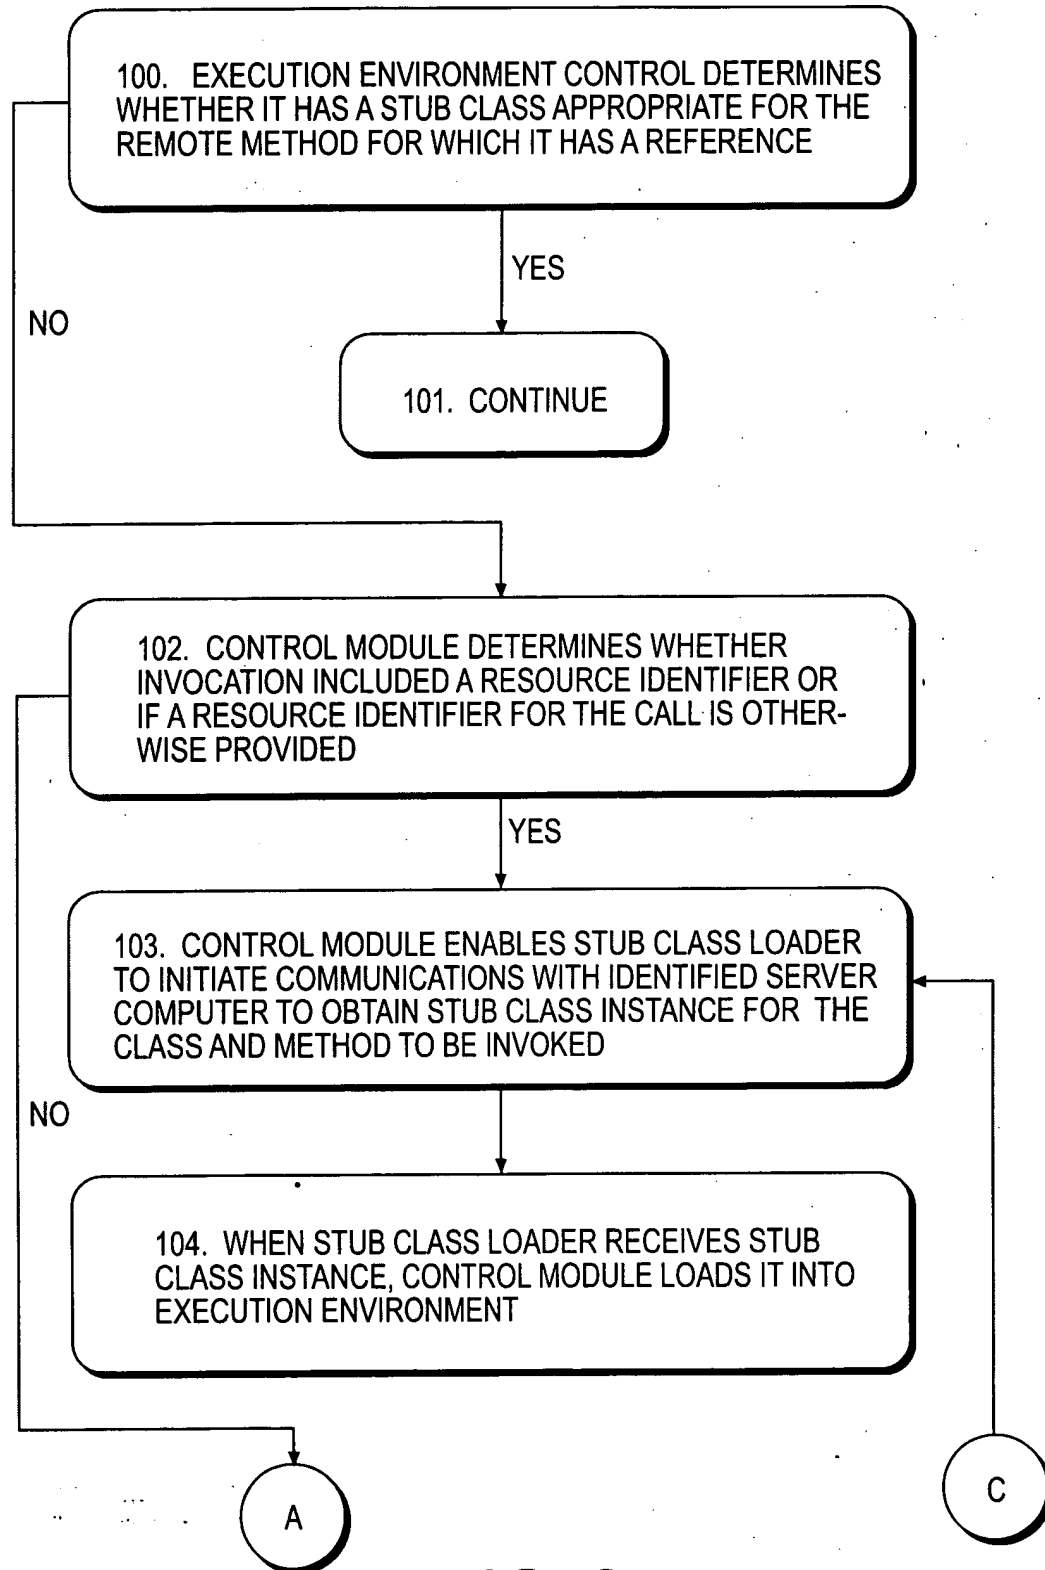 100. EXECUTION ENVIRONMENT CONTROL DETERMINES
WHETHER IT HAS A STUB CLASS APPROPRIATE FOR THE
REMOTE METHOD FOR WHICH IT HAS A REFERENCE
YES
NO
101. CONTINUE
102. CONTROL MODULE DETERMINES WHETHER
INVOCATION INCLUDED A RESOURCE IDENTIFIER OR
IF A RESOURCE IDENTIFIER FOR THE CALL IS OTHER-
WISE PROVIDED
YES
103. CONTROL MODULE ENABLES STUB CLASS LOADER
TO INITIATE COMMUNICATIONS WITH IDENTIFIED SERVER
COMPUTER TO OBTAIN STUB CLASS INSTANCE FOR THE
CLASS AND METHOD TO BE INVOKED
NO
104. WHEN STUB CLASS LOADER RECEIVES STUB
CLASS INSTANCE, CONTROL MODULE LOADS IT INTO
EXECUTION ENVIRONMENT
A
C